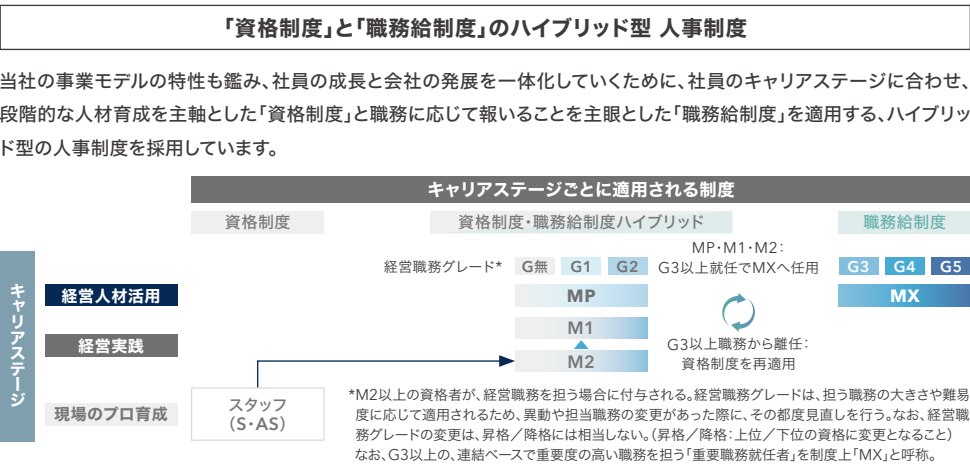 「資格制度」と「職務給制度」のハイブリッド型 人事制度
当社の事業モデルの特性も鑑み、社員の成長と会社の発展を一体化していくために、社員のキャリアステージに合わせ、
段階的な人材育成を主軸とした「資格制度」と職務に応じて報いることを主眼とした「職務給制度」を適用する、ハイブリッ
ド型の人事制度を採用しています。
キャリアステージごとに適用される制度
資格制度
資格制度・職務給制度ハイブリッド
職務給制度
キャリアステージ
経営職務グレード* G無 G1 G2
MP・M1・M2:
G3以上就任でMXへ任用
G3 G4 G5
経営人材活用
MP
MX
経営実践
M1
M2
G3以上職務から離任:
資格制度を再適用
現場のプロ育成
スタッフ
(S・AS)
*M2以上の資格者が、経営職務を担う場合に付与される。経営職務グレードは、担う職務の大きさや難易
度に応じて適用されるため、異動や担当職務の変更があった際に、その都度見直しを行う。なお、経営職
務グレードの変更は、昇格/降格には相当しない。(昇格/降格:上位/下位の資格に変更となること)
なお、G3以上の、連結ベースで重要度の高い職務を担う「重要職務就任者」を制度上「MX」と呼称。